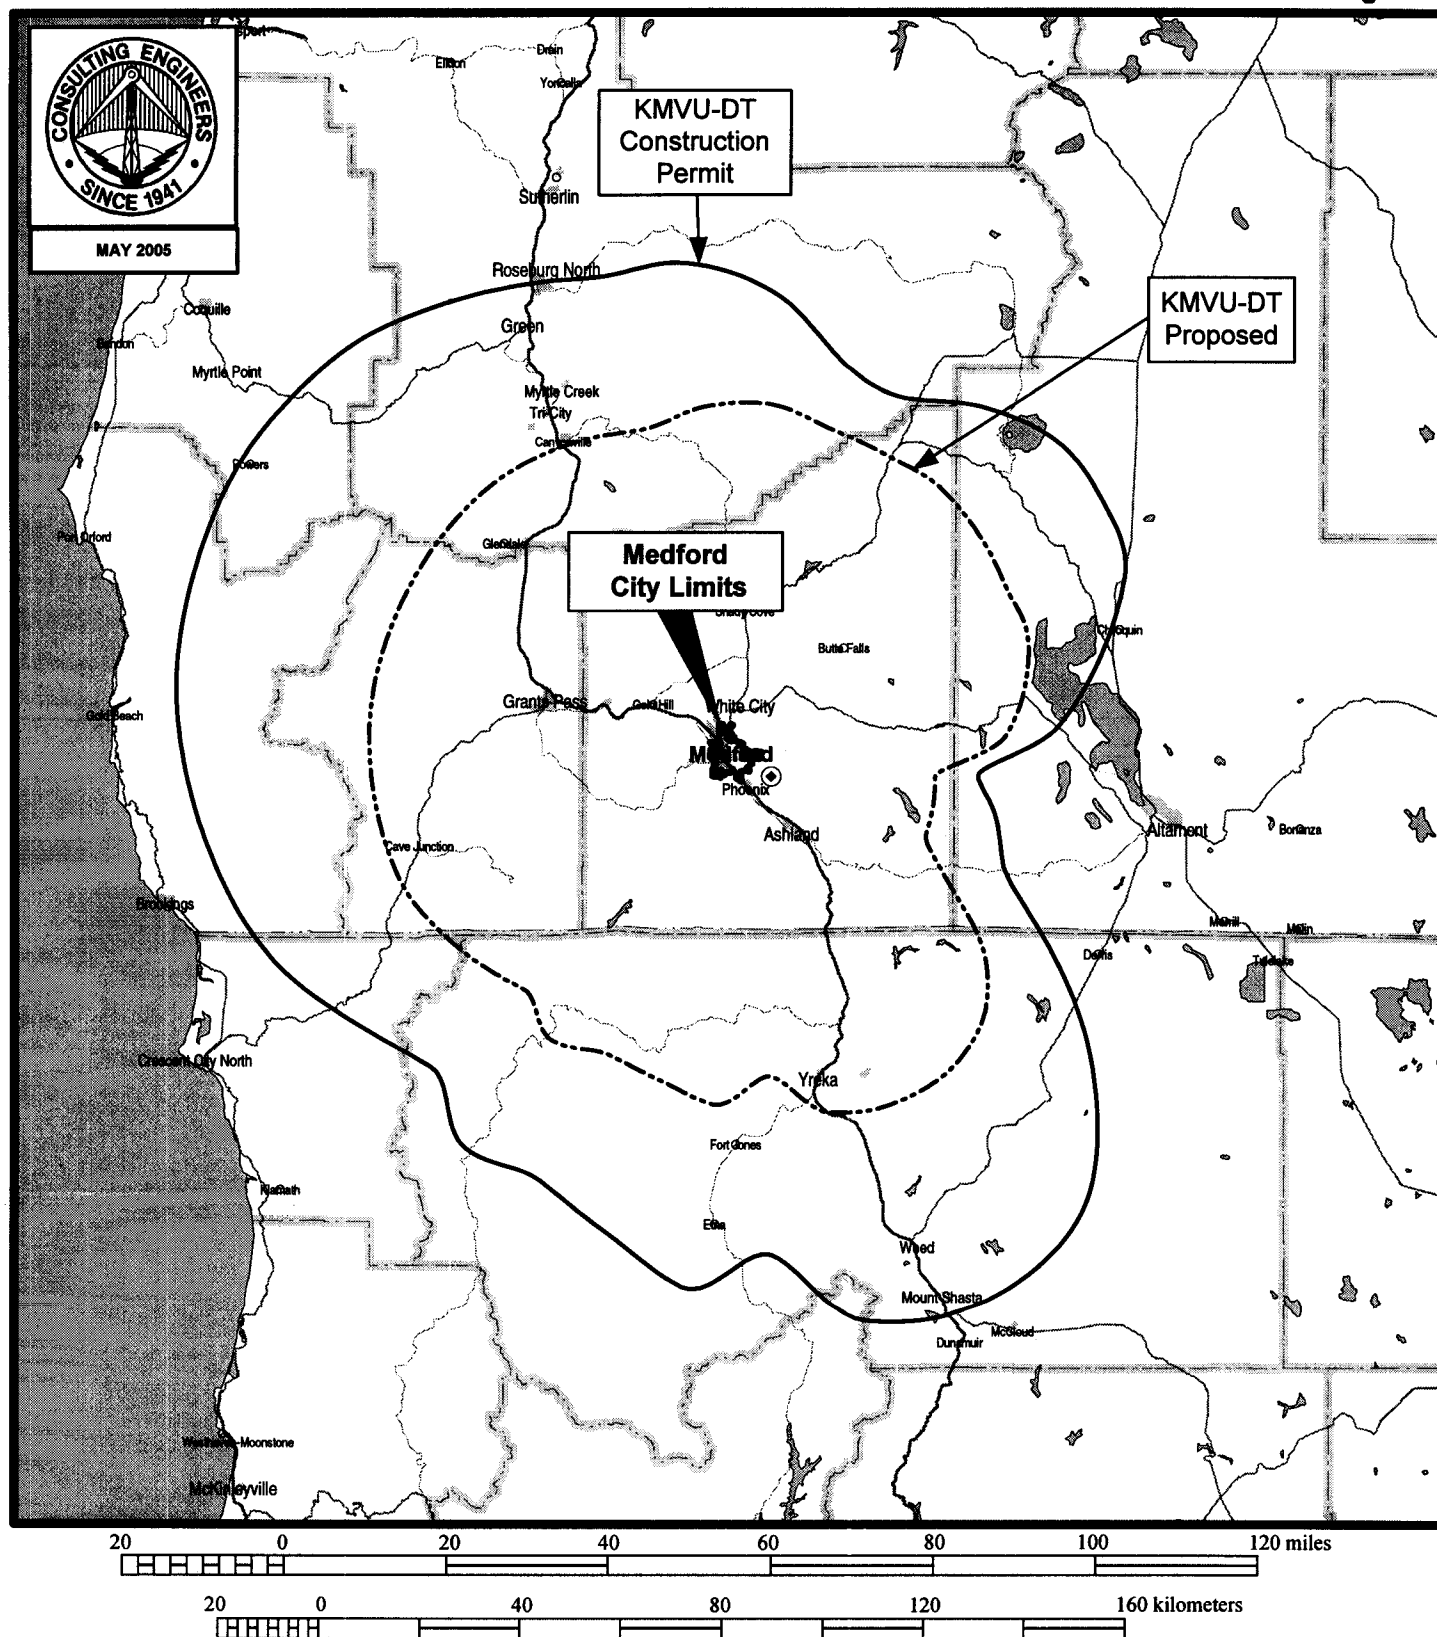 CONSULTING ENGINEERS
SINCE 1941
MAY 2005
Elkton
Drain
Yoncalla
KMVU-DT
Construction
Permit
Sutherlin
Roseburg North
KMVU-DT
Proposed
Coquille
Green
Bandon
Myrtle Point
Myrtle Creek
Tri-City
Canyonville
Powers
Port Orford
Glendale
Medford
City Limits
Shady Cove
Chiloquin
Butte Falls
Grants Pass
Gold Hill
White City
Gold Beach
Medford
Phoenix
Ashland
Altamont
Bonanza
Cave Junction
Brookings
Merrill
Malin
Dorris
Tulelake
Crescent City North
Yreka
Fort Jones
Klamath
Etna
Weed
Mount Shasta
McCloud
Dunsmuir
Westhaven-Moonstone
McKinleyville
20 0 20 40 60 80 100 120 miles
20 0 40 80 120 160 kilometers